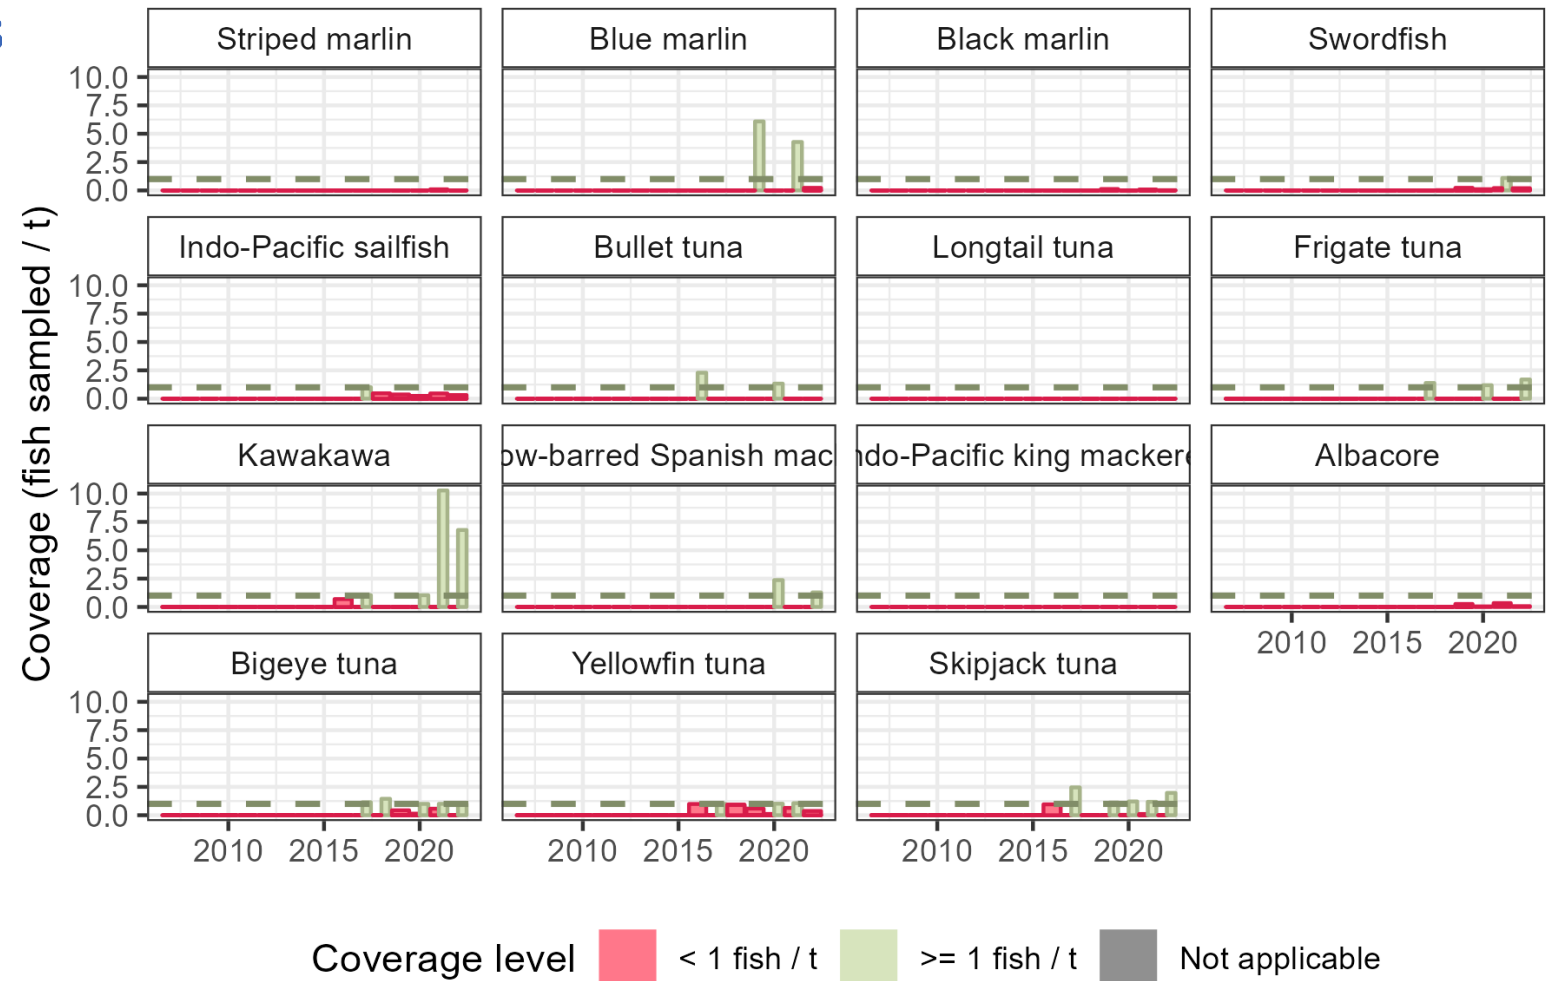 Striped marlin
Blue marlin
Black marlin
Swordfish
10.0
7.5
5.0
2.5
0.0
Indo-Pacific sailfish
Bullet tuna
Longtail tuna
Frigate tuna
10.0
7.5
5.0
2.5
0.0
Coverage (fish sampled / t)
Kawakawa
ow-barred Spanish mac
ndo-Pacific king mackere
Albacore
10.0
7.5
5.0
2.5
0.0
2010 2015 2020
Bigeye tuna
Yellowfin tuna
Skipjack tuna
10.0
7.5
5.0
2.5
0.0
2010 2015 2020
2010 2015 2020
2010 2015 2020
Coverage level < 1 fish / t >= 1 fish / t Not applicable